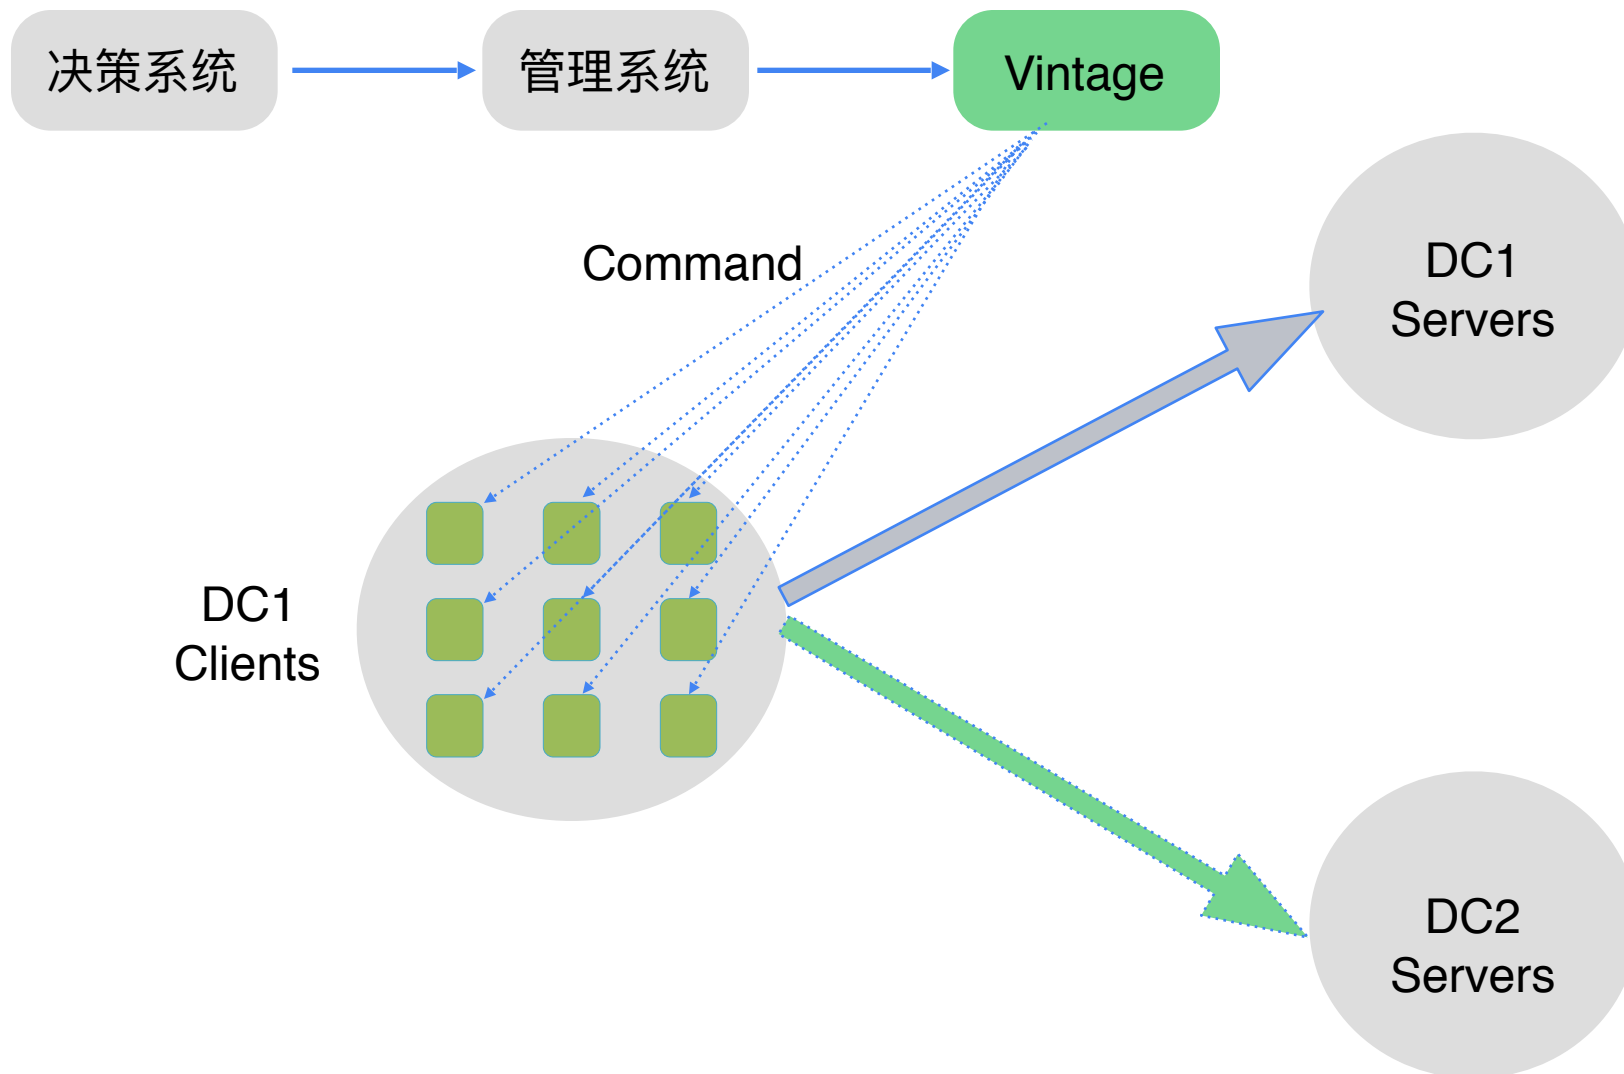 决策系统
管理系统
Vintage
Command
DC1
Servers
DC1
Clients
DC2
Servers